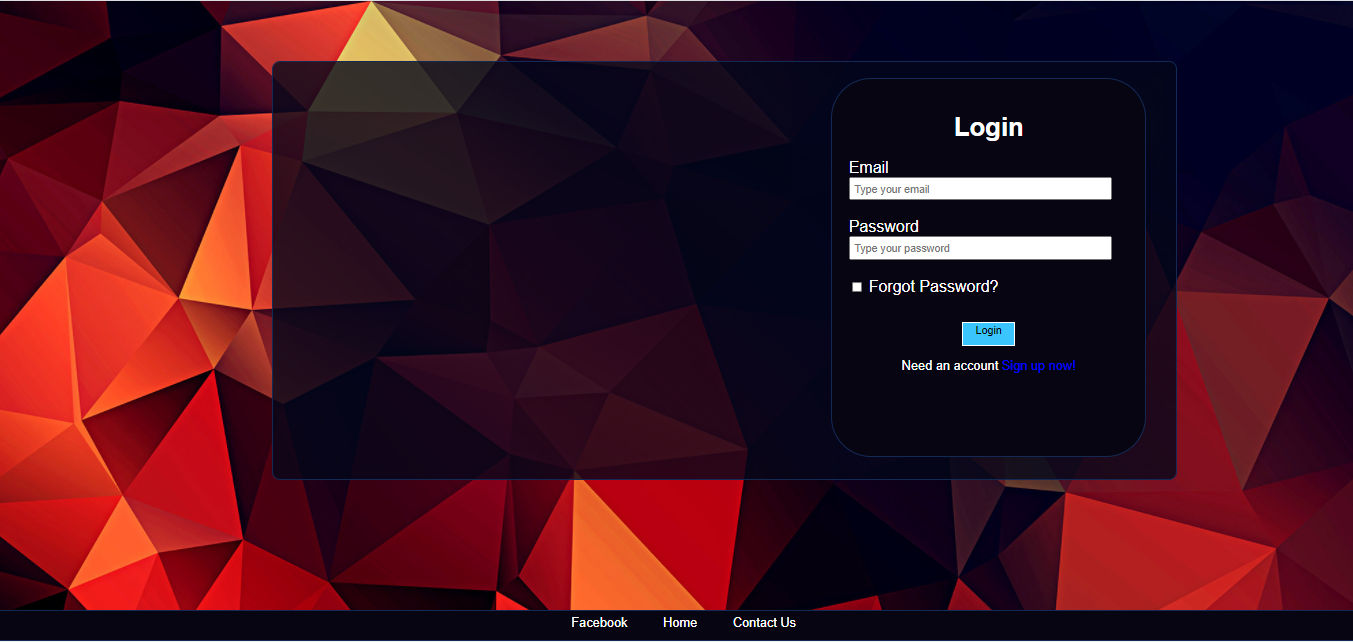 Login
Email
Type your email
Password
Type your password
Forgot Password?
Login
Need an account Sign up now!
Facebook Home Contact Us